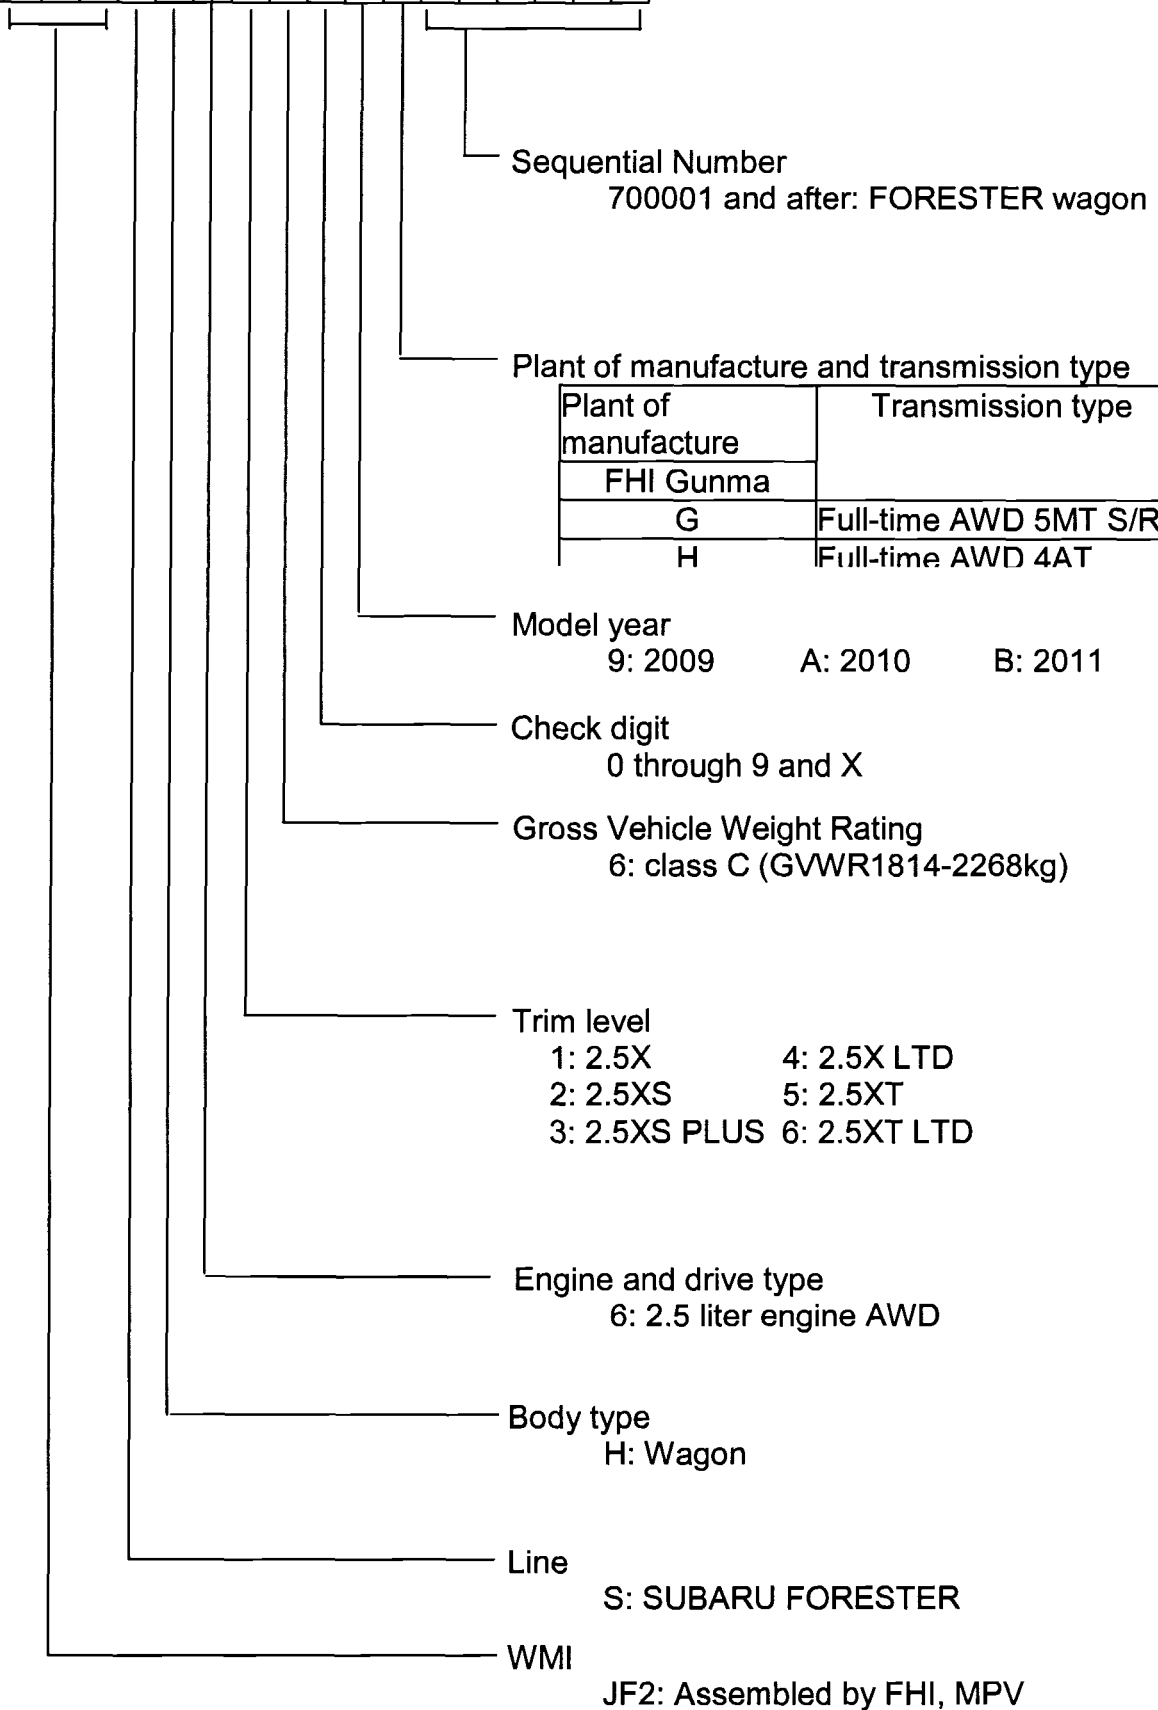 Sequential Number
700001 and after: FORESTER wagon
Plant of manufacture and transmission type
Plant of manufacture Transmission type
FHI Gunma
G Full-time AWD 5MT S/R
H Full-time AWD 4AT
Model year
9: 2009 A: 2010 B: 2011
Check digit
0 through 9 and X
Gross Vehicle Weight Rating
6: class C (GVWR1814-2268kg)
Trim level
1: 2.5X 4: 2.5X LTD
2: 2.5XS 5: 2.5XT
3: 2.5XS PLUS 6: 2.5XT LTD
Engine and drive type
6: 2.5 liter engine AWD
Body type
H: Wagon
Line
S: SUBARU FORESTER
WMI
JF2: Assembled by FHI, MPV